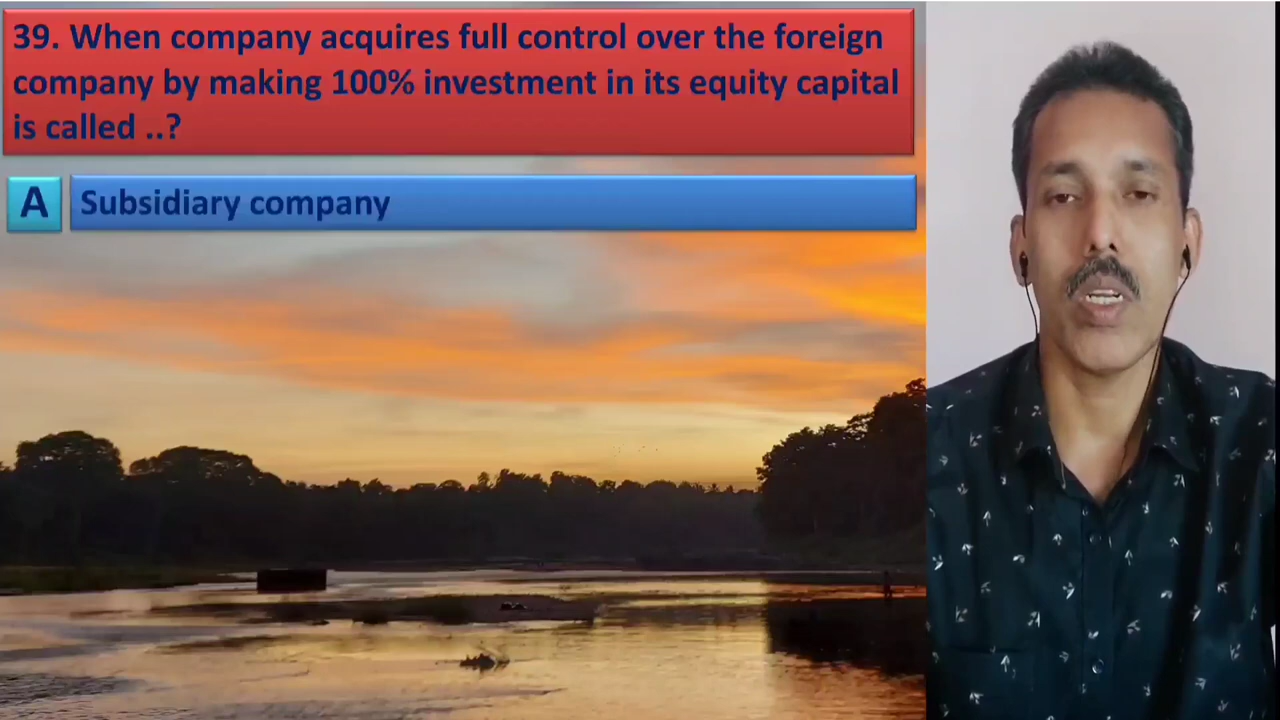 39. When company acquires full control over the foreign
company by making 100% investment in its equity capital
is called ..?
A Subsidiary company